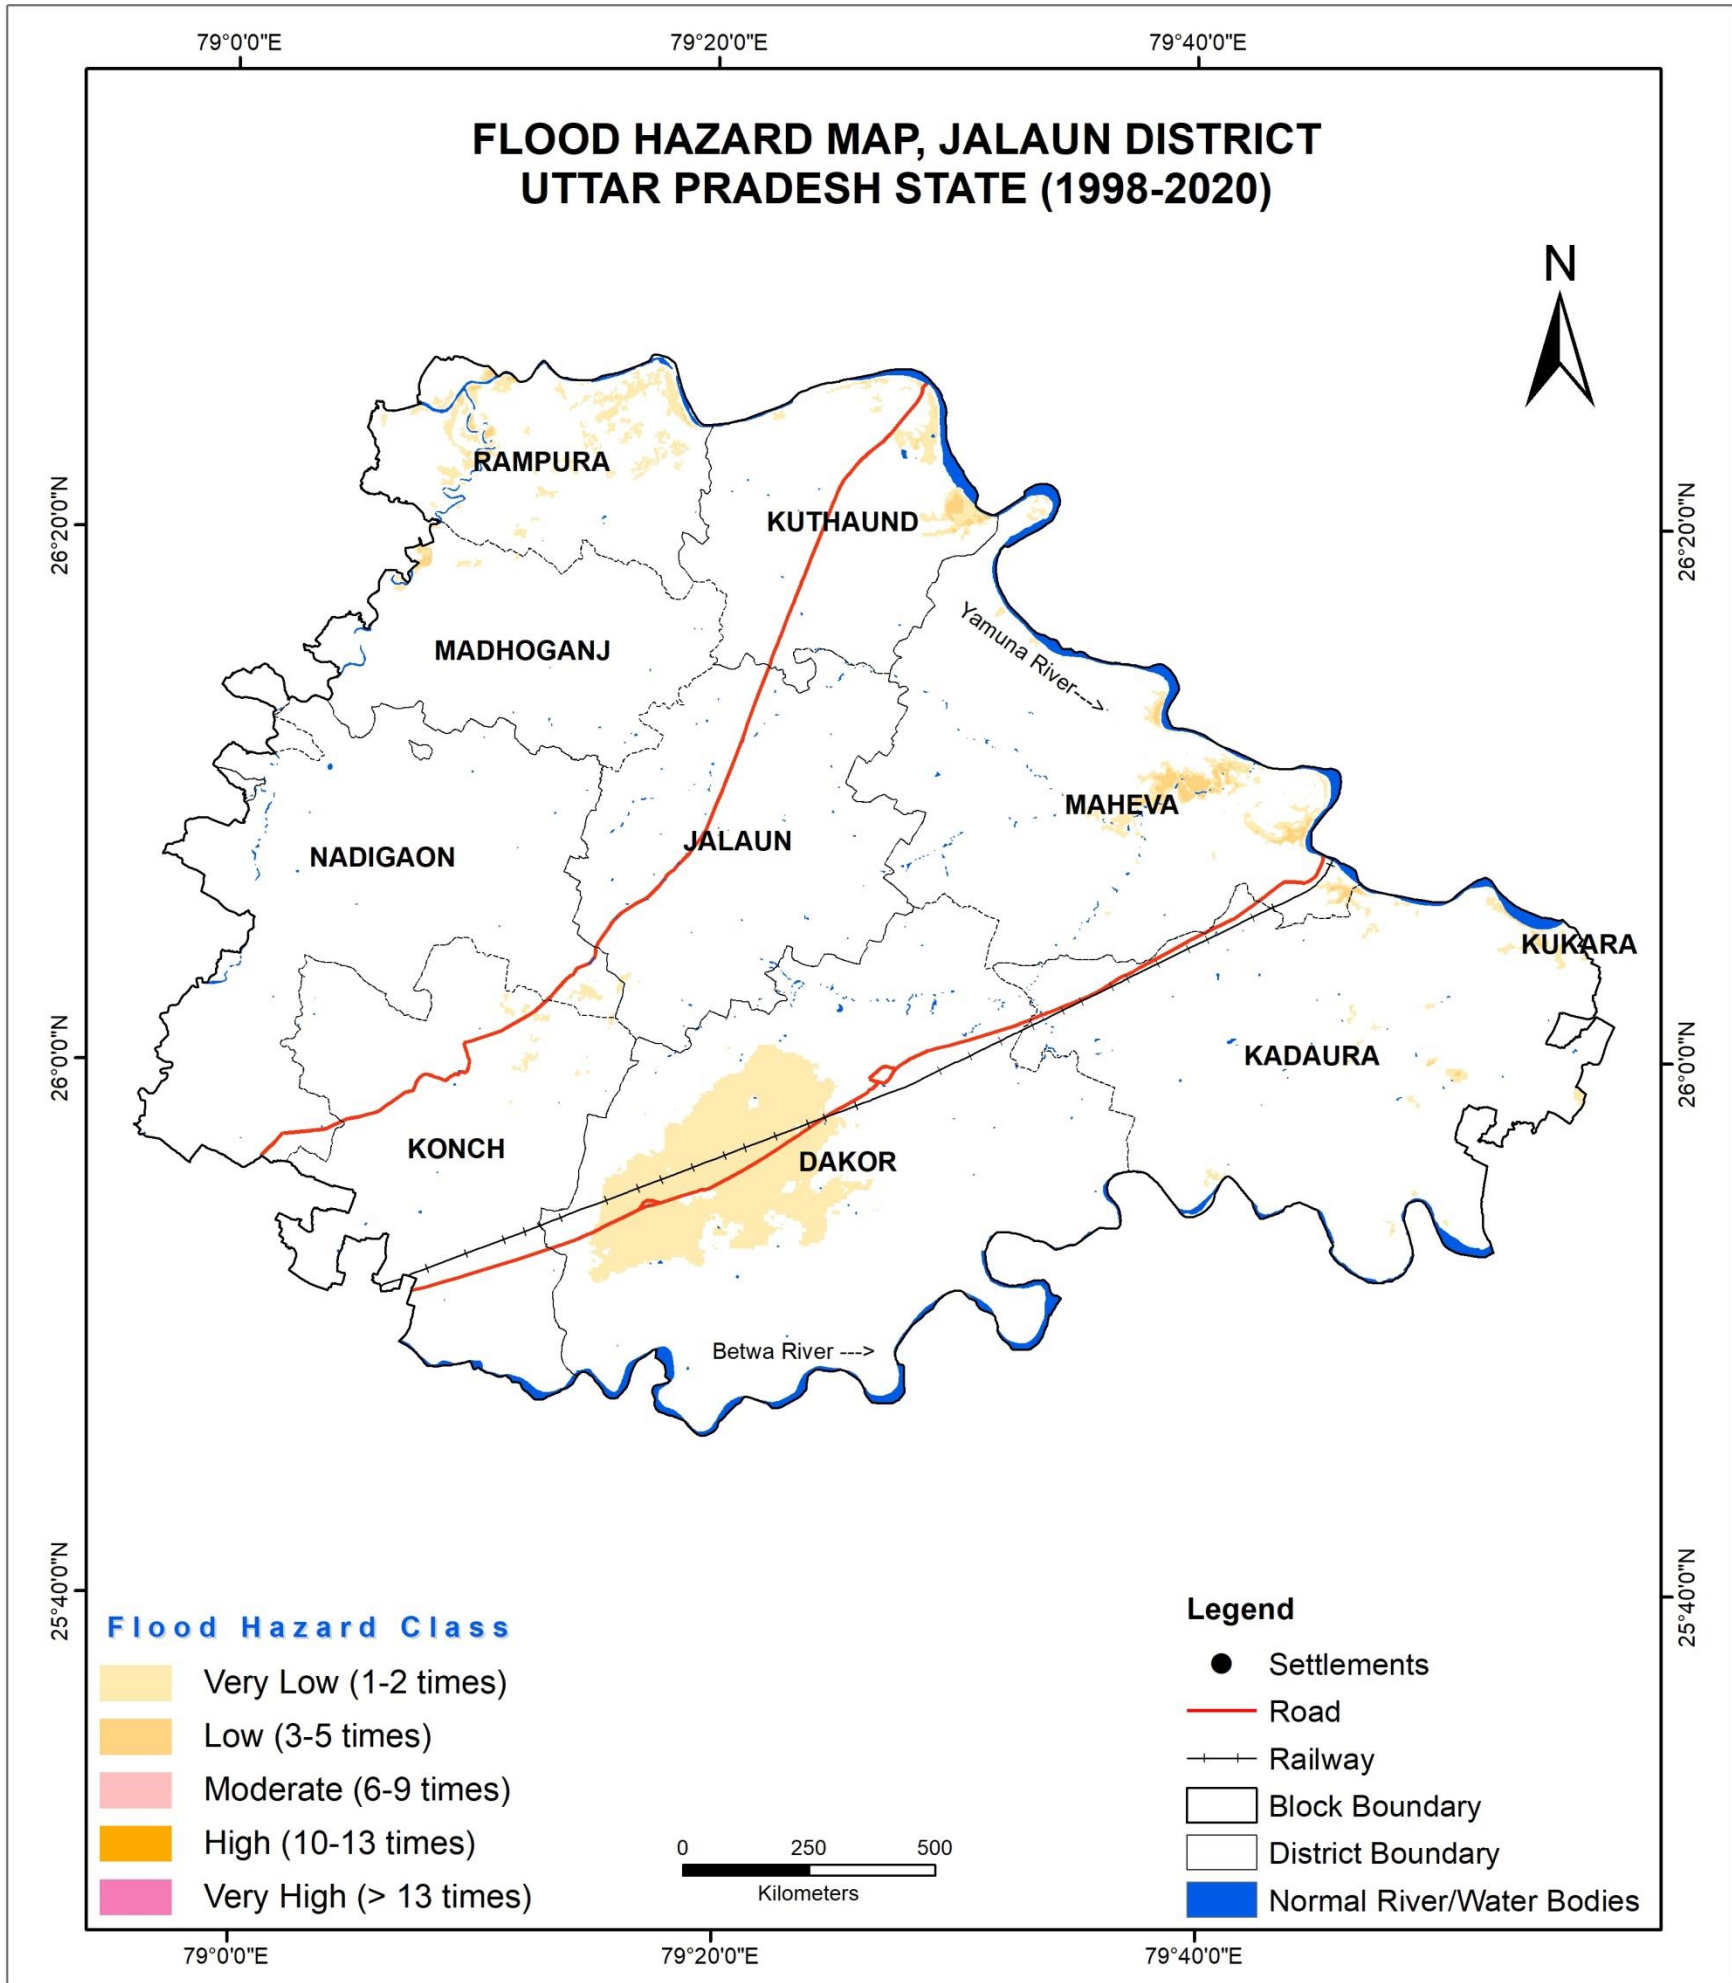 79°0'0"E
79°20'0"E
79°40'0"E
FLOOD HAZARD MAP, JALAUN DISTRICT
UTTAR PRADESH STATE (1998-2020)
N
RAMPURA
KUTHAUND
26°20'0"N
26°20'0"N
MADHOGANJ
Yamuna River--->
MAHEVA
JALAUN
NADIGAON
KUKARA
26°0'0"N
26°0'0"N
KADAURA
KONCH
DAKOR
Betwa River --->
25°40'0"N
25°40'0"N
Flood Hazard Class
Very Low (1-2 times)
Low (3-5 times)
Moderate (6-9 times)
High (10-13 times)
Very High (> 13 times)
0 250 500
Kilometers
Legend
Settlements
Road
Railway
Block Boundary
District Boundary
Normal River/Water Bodies
79°0'0"E
79°20'0"E
79°40'0"E